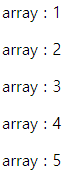 array : 1
array : 2
array : 3
array : 4
array : 5